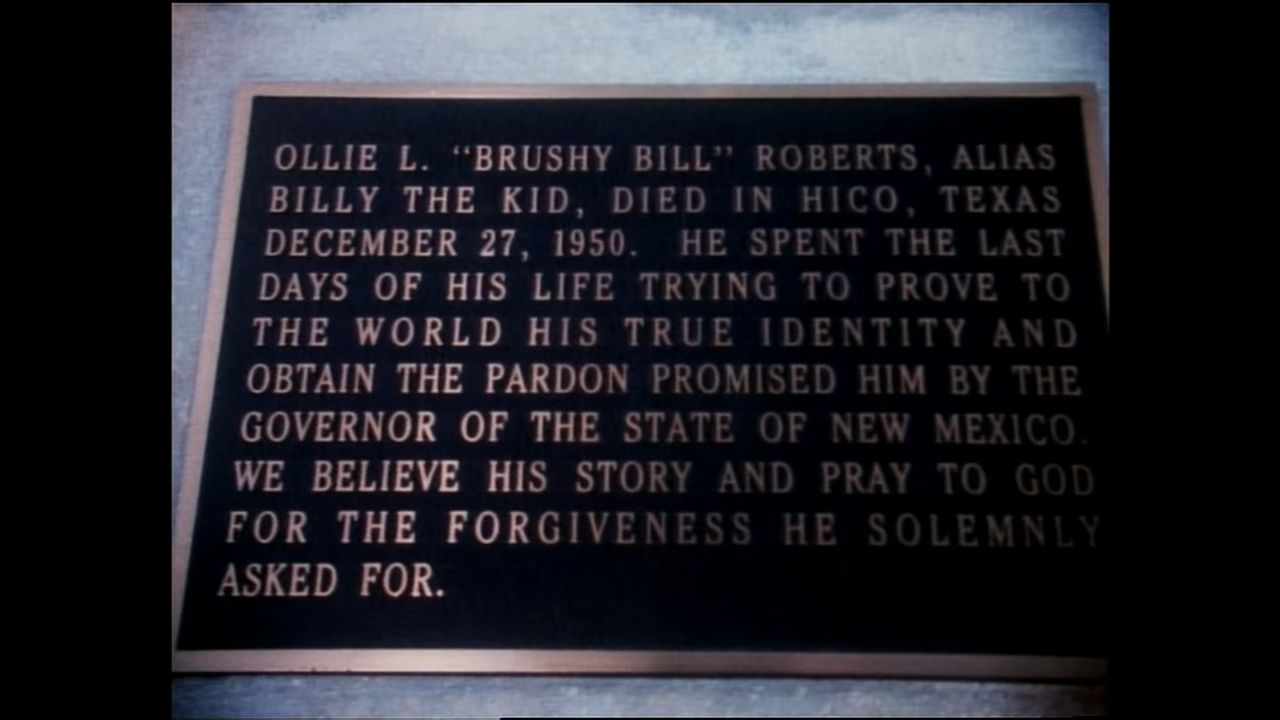 OLLIE L. “BRUSHY BILL” ROBERTS, ALIAS
BILLY THE KID, DIED IN HICO, TEXAS
DECEMBER 27, 1950. HE SPENT THE LAST
DAYS OF HIS LIFE TRYING TO PROVE TO
THE WORLD HIS TRUE IDENTITY AND
OBTAIN THE PARDON PROMISED HIM BY THE
GOVERNOR OF THE STATE OF NEW MEXICO.
WE BELIEVE HIS STORY AND PRAY TO GOD
FOR THE FORGIVENESS HE SOLEMNLY
ASKED FOR.